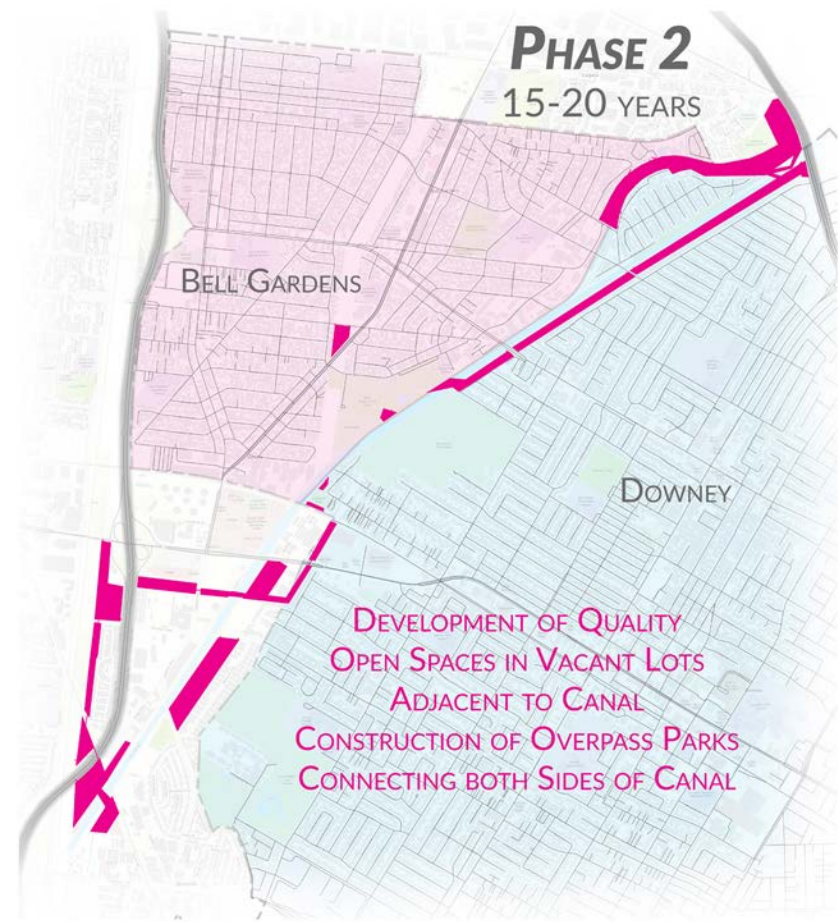 Phase 2
15-20 years
Bell Gardens
Downey
Development of Quality
Open Spaces in Vacant Lots
Adjacent to Canal
Construction of Overpass Parks
Connecting both Sides of Canal